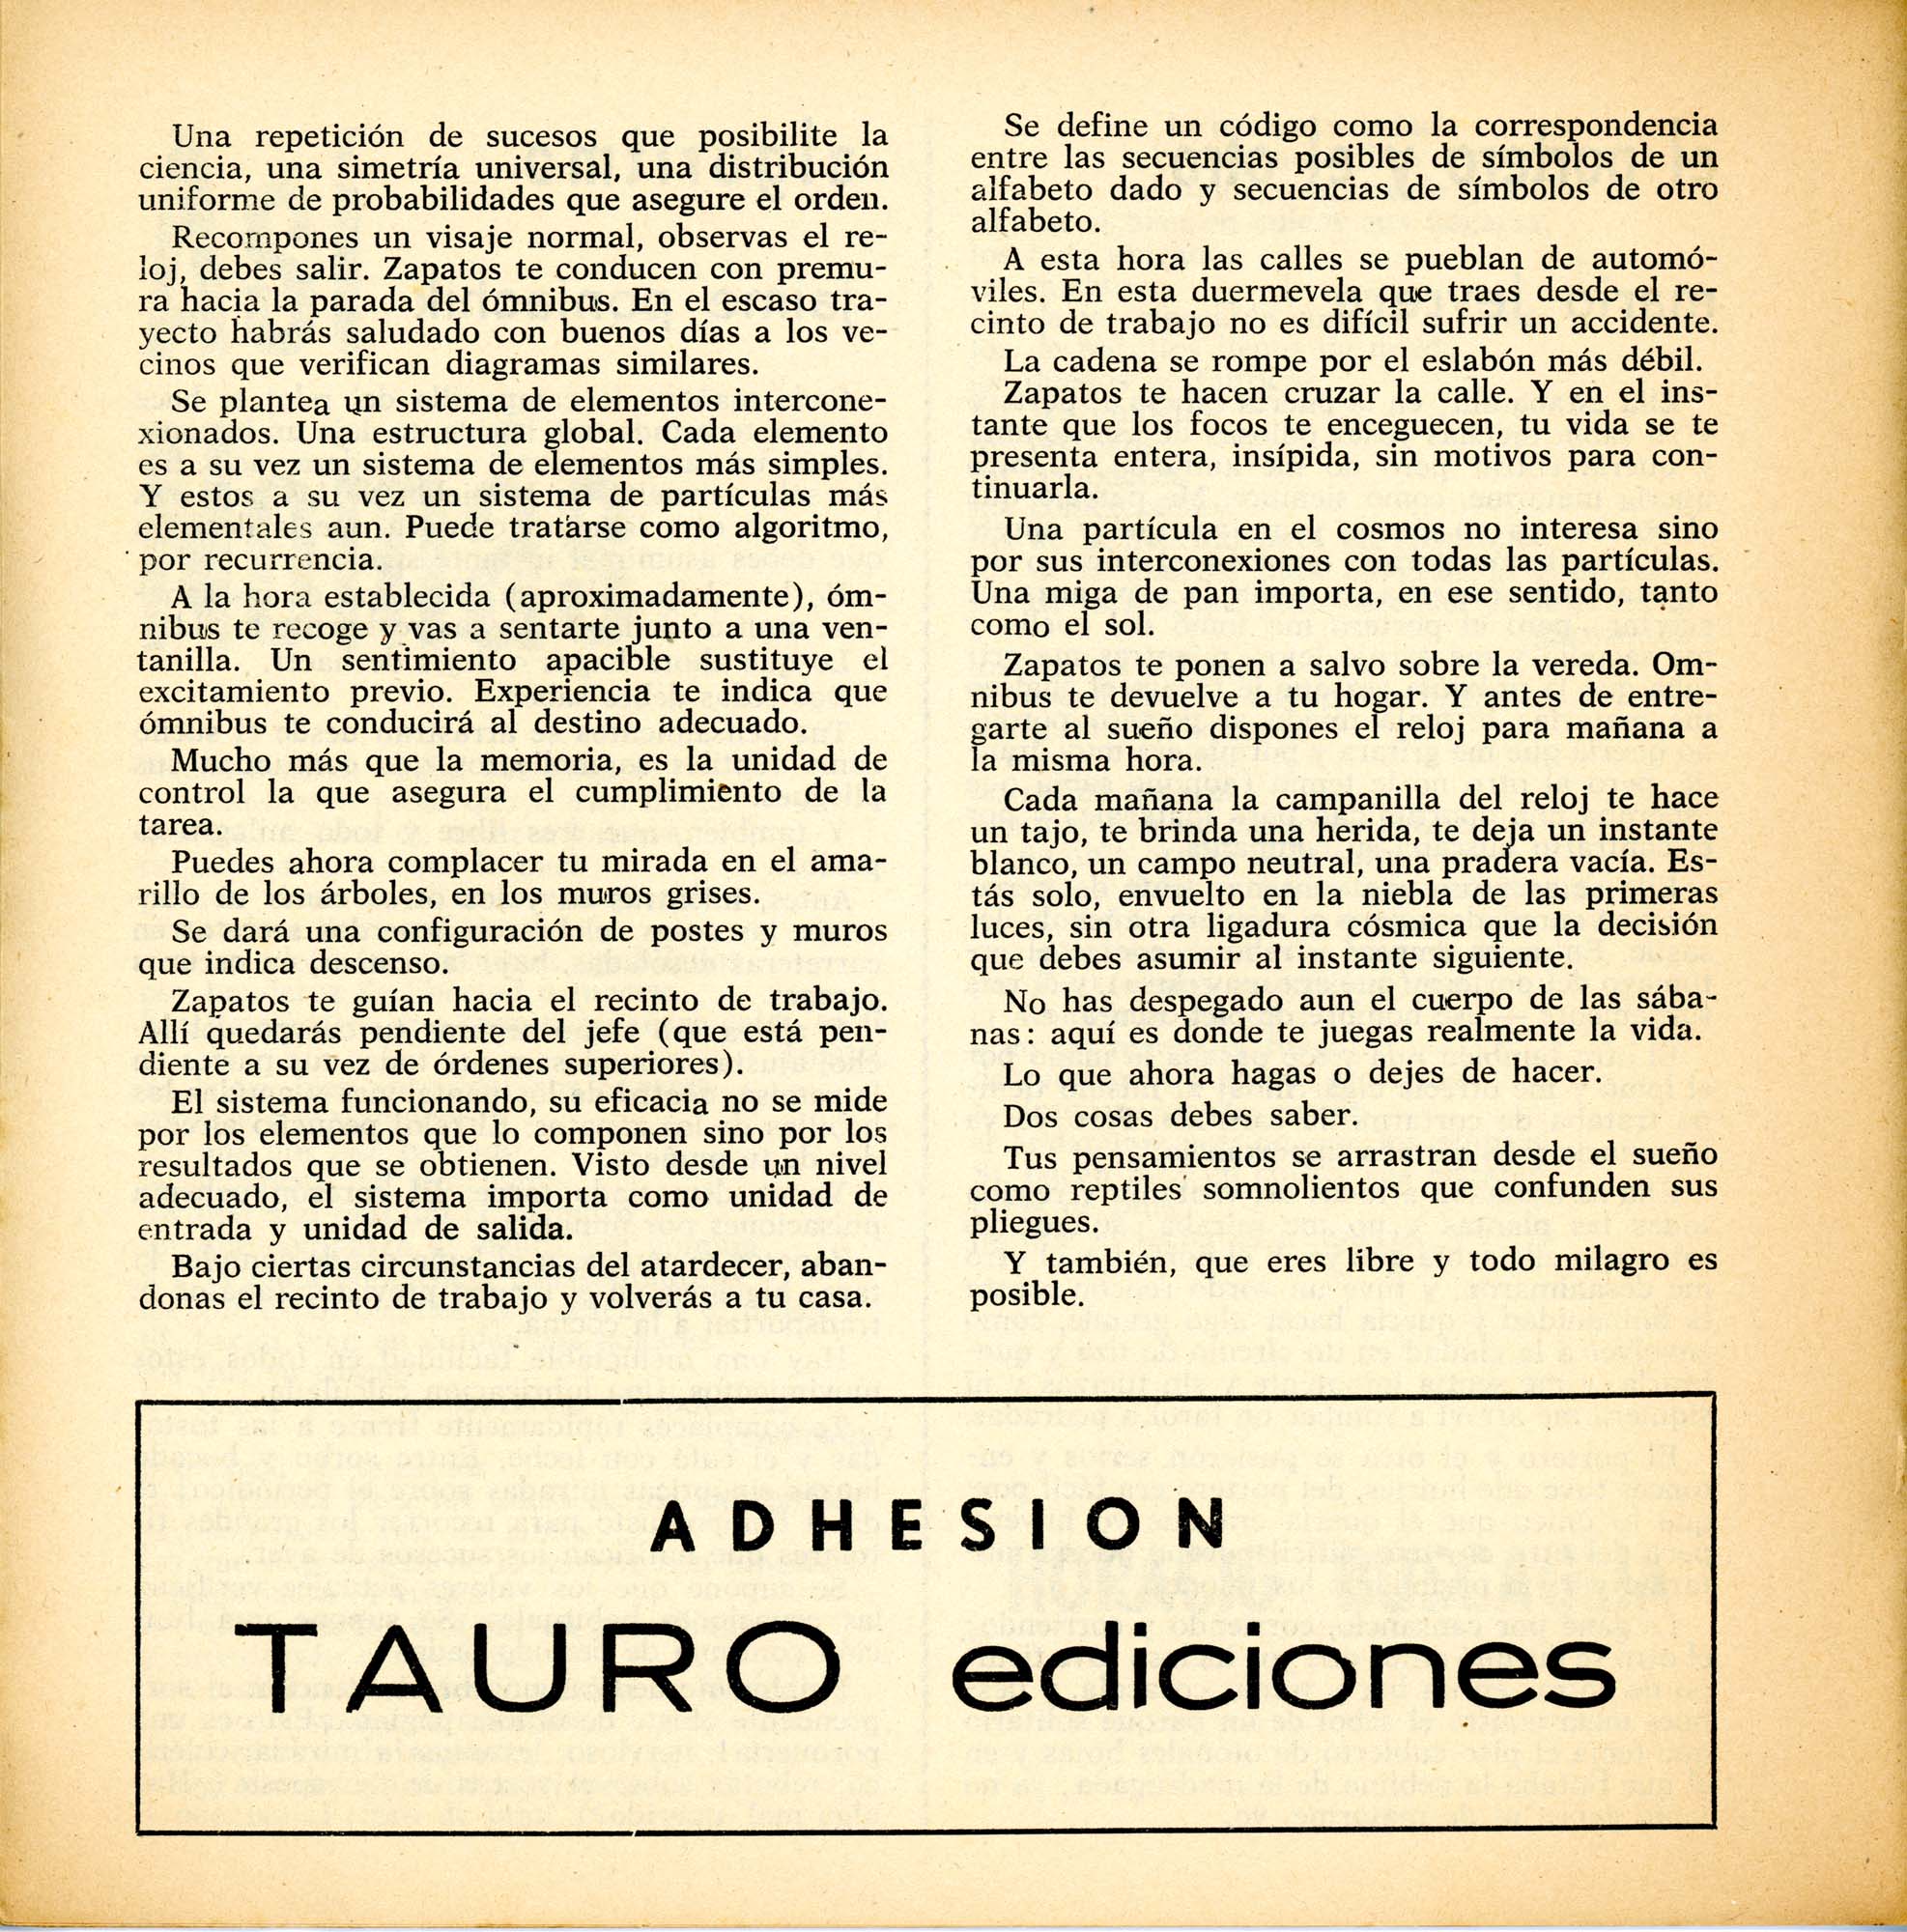 Una repetición de sucesos que posibilite la
ciencia, una simetría universal, una distribución
uniforme de probabilidades que asegure el orden.
Recompones un visaje normal, observas el re-
loj, debes salir. Zapatos te conducen con premu-
ra hacia la parada del ómnibus. En el escaso tra-
yecto habrás saludado con buenos días a los ve-
cinos que verifican diagramas similares.
Se plantea un sistema de elementos intercone-
xionados. Una estructura global. Cada elemento
es a su vez un sistema de elementos más simples.
Y estos a su vez un sistema de partículas más
elementales aun. Puede tratarse como algoritmo,
por recurrencia.
A la hora establecida (aproximadamente), óm-
nibus te recoge y vas a sentarte junto a una ven-
tanilla. Un sentimiento apacible sustituye el
excitamiento previo. Experiencia te indica que
ómnibus te conducirá al destino adecuado.
Mucho más que la memoria, es la unidad de
control la que asegura el cumplimiento de la
tarea.
Puedes ahora complacer tu mirada en el ama-
rillo de los árboles, en los muros grises.
Se dará una configuración de postes y muros
que indica descenso.
Zapatos te guían hacia el recinto de trabajo.
Allí quedarás pendiente del jefe (que está pen-
diente a su vez de órdenes superiores).
El sistema funcionando, su eficacia no se mide
por los elementos que lo componen sino por los
resultados que se obtienen. Visto desde un nivel
adecuado, el sistema importa como unidad de
entrada y unidad de salida.
Bajo ciertas circunstancias del atardecer, aban-
donas el recinto de trabajo y volverás a tu casa.
Se define un código como la correspondencia
entre las secuencias posibles de símbolos de un
alfabeto dado y secuencias de símbolos de otro
alfabeto.
A esta hora las calles se pueblan de automó-
viles. En esta duermevela que traes desde el re-
cinto de trabajo no es difícil sufrir un accidente.
La cadena se rompe por el eslabón más débil.
Zapatos te hacen cruzar la calle. Y en el ins-
tante que los focos te enceguecen, tu vida se te
presenta entera, insípida, sin motivos para con-
tinuarla.
Una partícula en el cosmos no interesa sino
por sus interconexiones con todas las partículas.
Una miga de pan importa, en ese sentido, tanto
como el sol.
Zapatos te ponen a salvo sobre la vereda. Om-
nibus te devuelve a tu hogar. Y antes de entre-
garte al sueño dispones el reloj para mañana a
la misma hora.
Cada mañana la campanilla del reloj te hace
un tajo, te brinda una herida, te deja un instante
blanco, un campo neutral, una pradera vacía. Es-
tás solo, envuelto en la niebla de las primeras
luces, sin otra ligadura cósmica que la decisión
que debes asumir al instante siguiente.
No has despegado aun el cuerpo de las sába-
nas: aquí es donde te juegas realmente la vida.
Lo que ahora hagas o dejes de hacer.
Dos cosas debes saber.
Tus pensamientos se arrastran desde el sueño
como reptiles somnolientos que confunden sus
pliegues.
Y también, que eres libre y todo milagro es
posible.
ADHESION
TAURO ediciones